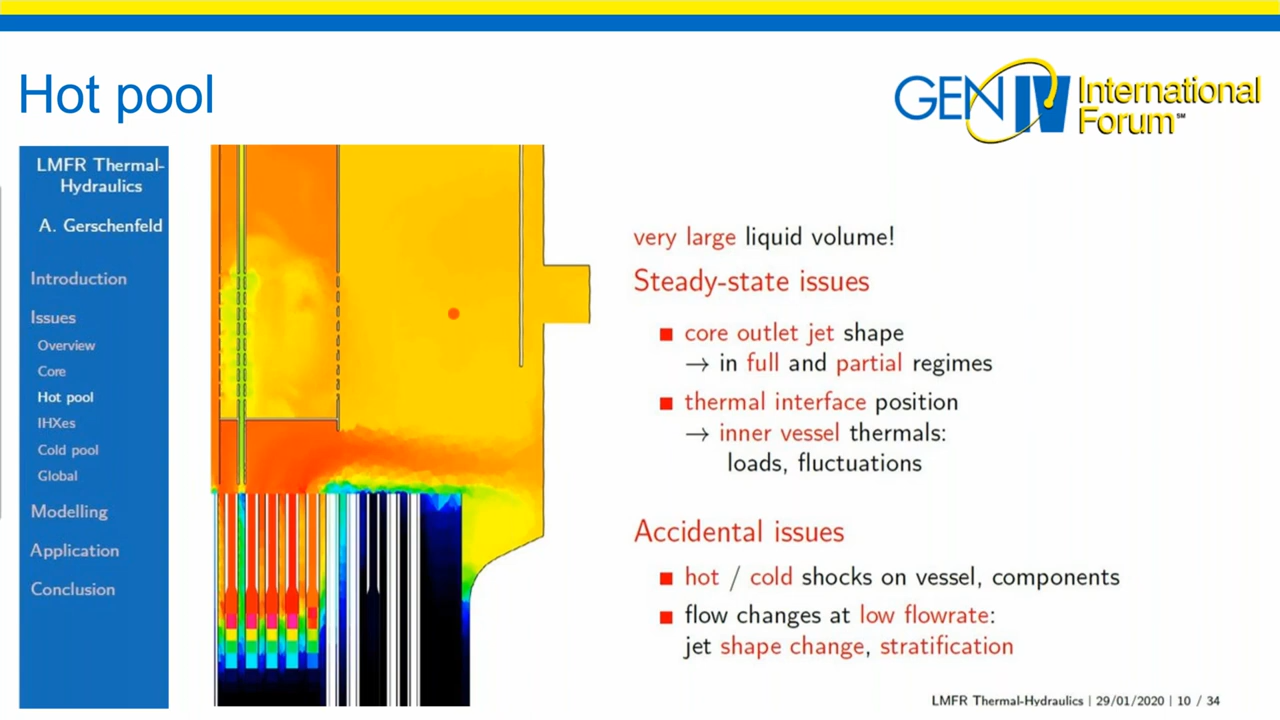 Hot pool
GEN IV International
Forum℠
LMFR Thermal-
Hydraulics
A. Gerschenfeld
Introduction
Issues
Overview
Core
Hot pool
IHXes
Cold pool
Global
Modelling
Application
Conclusion
very large liquid volume!
Steady-state issues
core outlet jet shape
→ in full and partial regimes
thermal interface position
→ inner vessel thermals:
loads, fluctuations
Accidental issues
hot / cold shocks on vessel, components
flow changes at low flowrate:
jet shape change, stratification
LMFR Thermal-Hydraulics | 29/01/2020 | 10 / 34